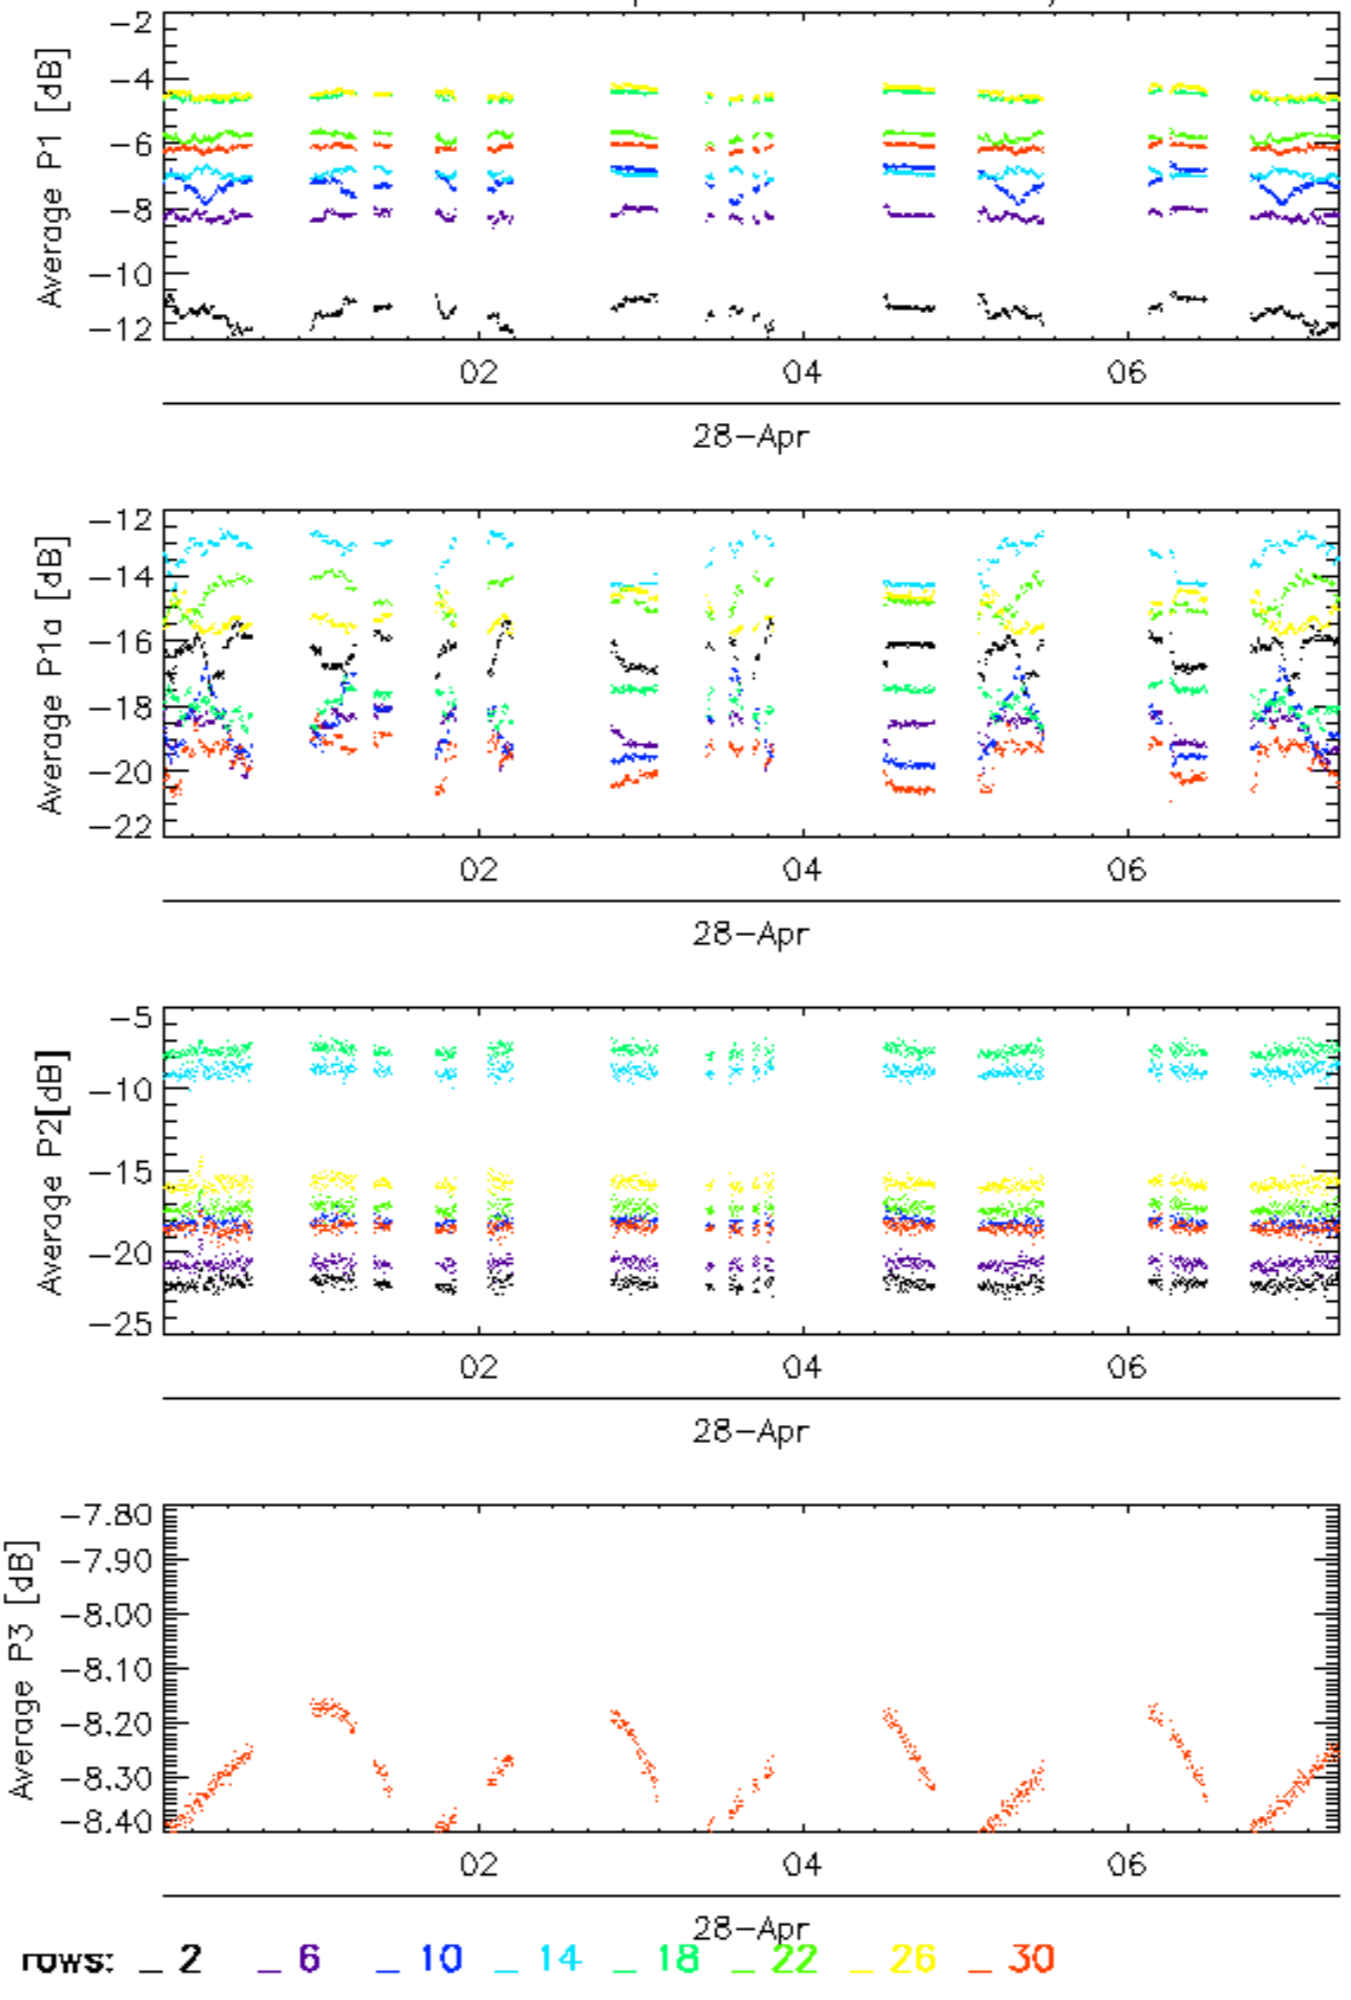 −2
−4
−6
−8
−10
−12
Average P1 [dB]
02 04 06
28−Apr
−12
−14
−16
−18
−20
−22
Average P1a [dB]
02 04 06
28−Apr
−5
−10
−15
−20
−25
Average P2[dB]
02 04 06
28−Apr
−7.80
−7.90
−8.00
−8.10
−8.20
−8.30
−8.40
Average P3 [dB]
02 04 06
28−Apr
rows: _ 2 _ 6 _ 10 _ 14 _ 18 _ 22 _ 26 _ 30